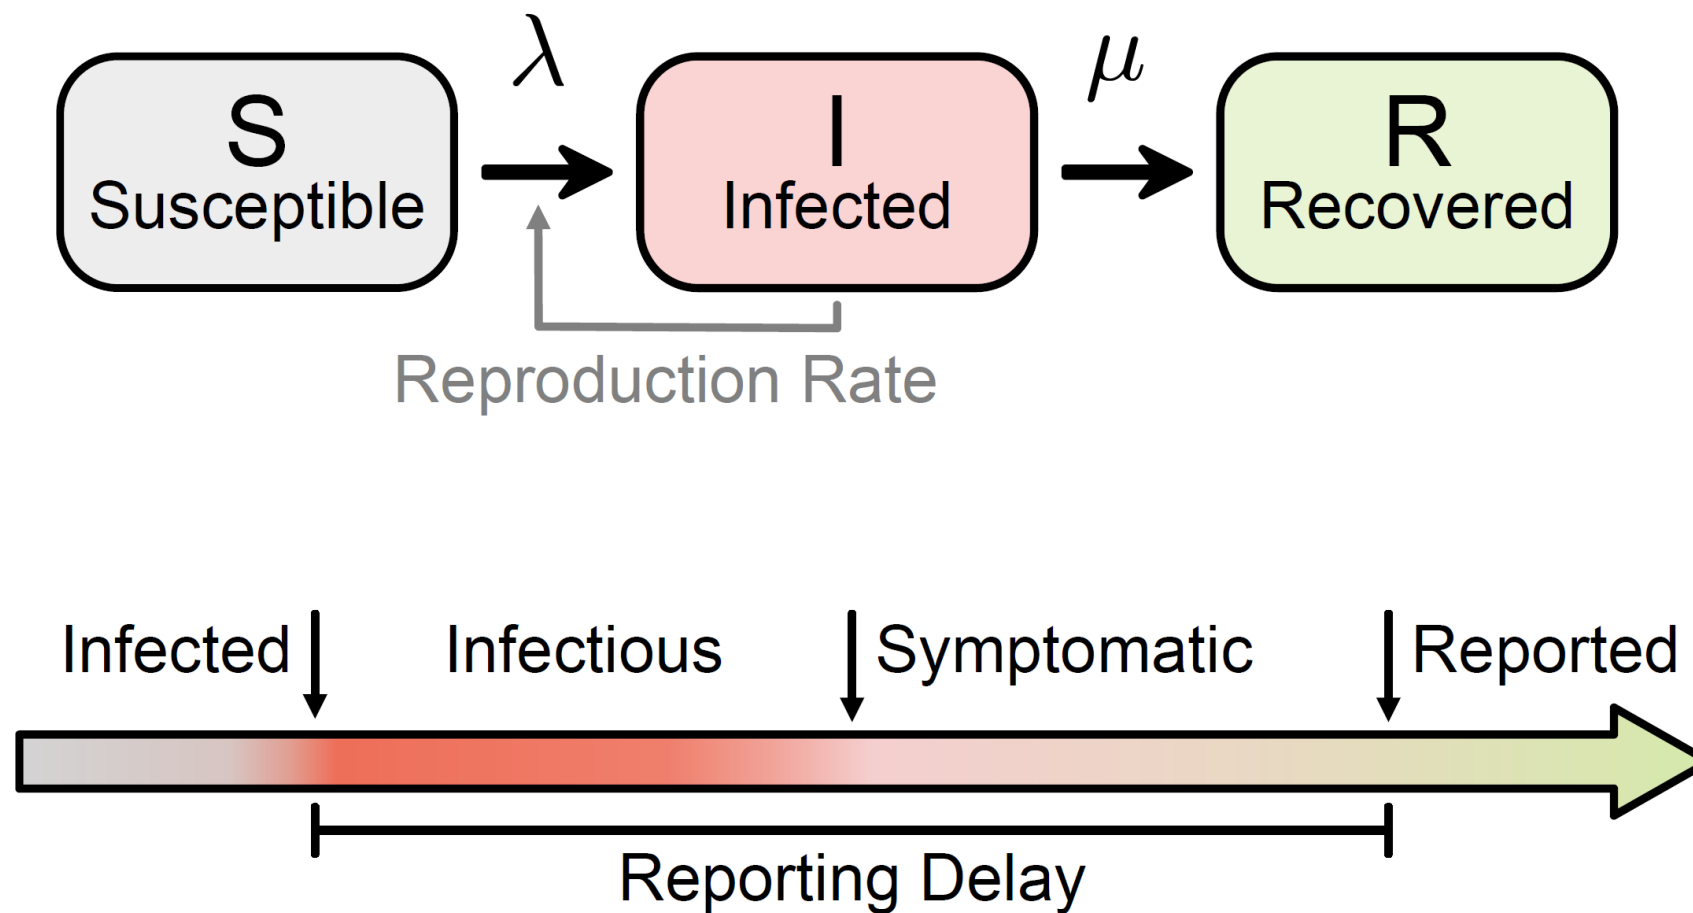 λ
μ
S
Susceptible
I
Infected
R
Recovered
Reproduction Rate
Infected
Infectious
Symptomatic
Reported
Reporting Delay